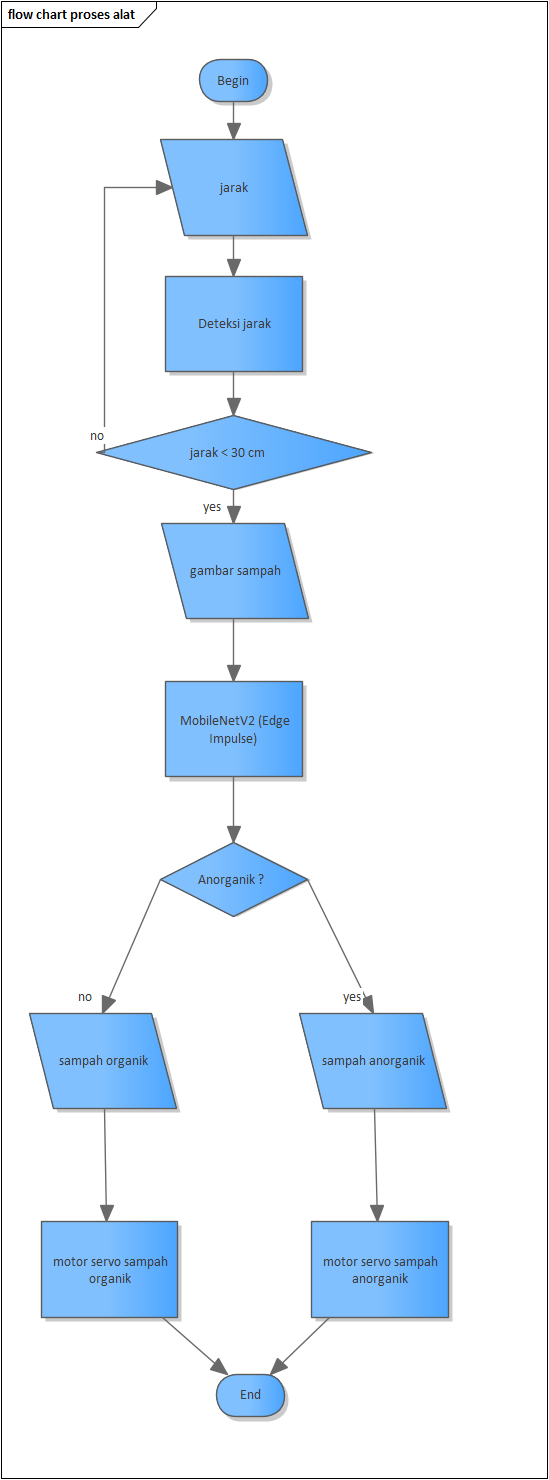 flow chart proses alat
Begin
jarak
Deteksi jarak
no
jarak < 30 cm
yes
gambar sampah
MobileNetV2 (Edge
Impulse)
Anorganik ?
no
yes
sampah organik
sampah anorganik
motor servo sampah
organik
motor servo sampah
anorganik
End